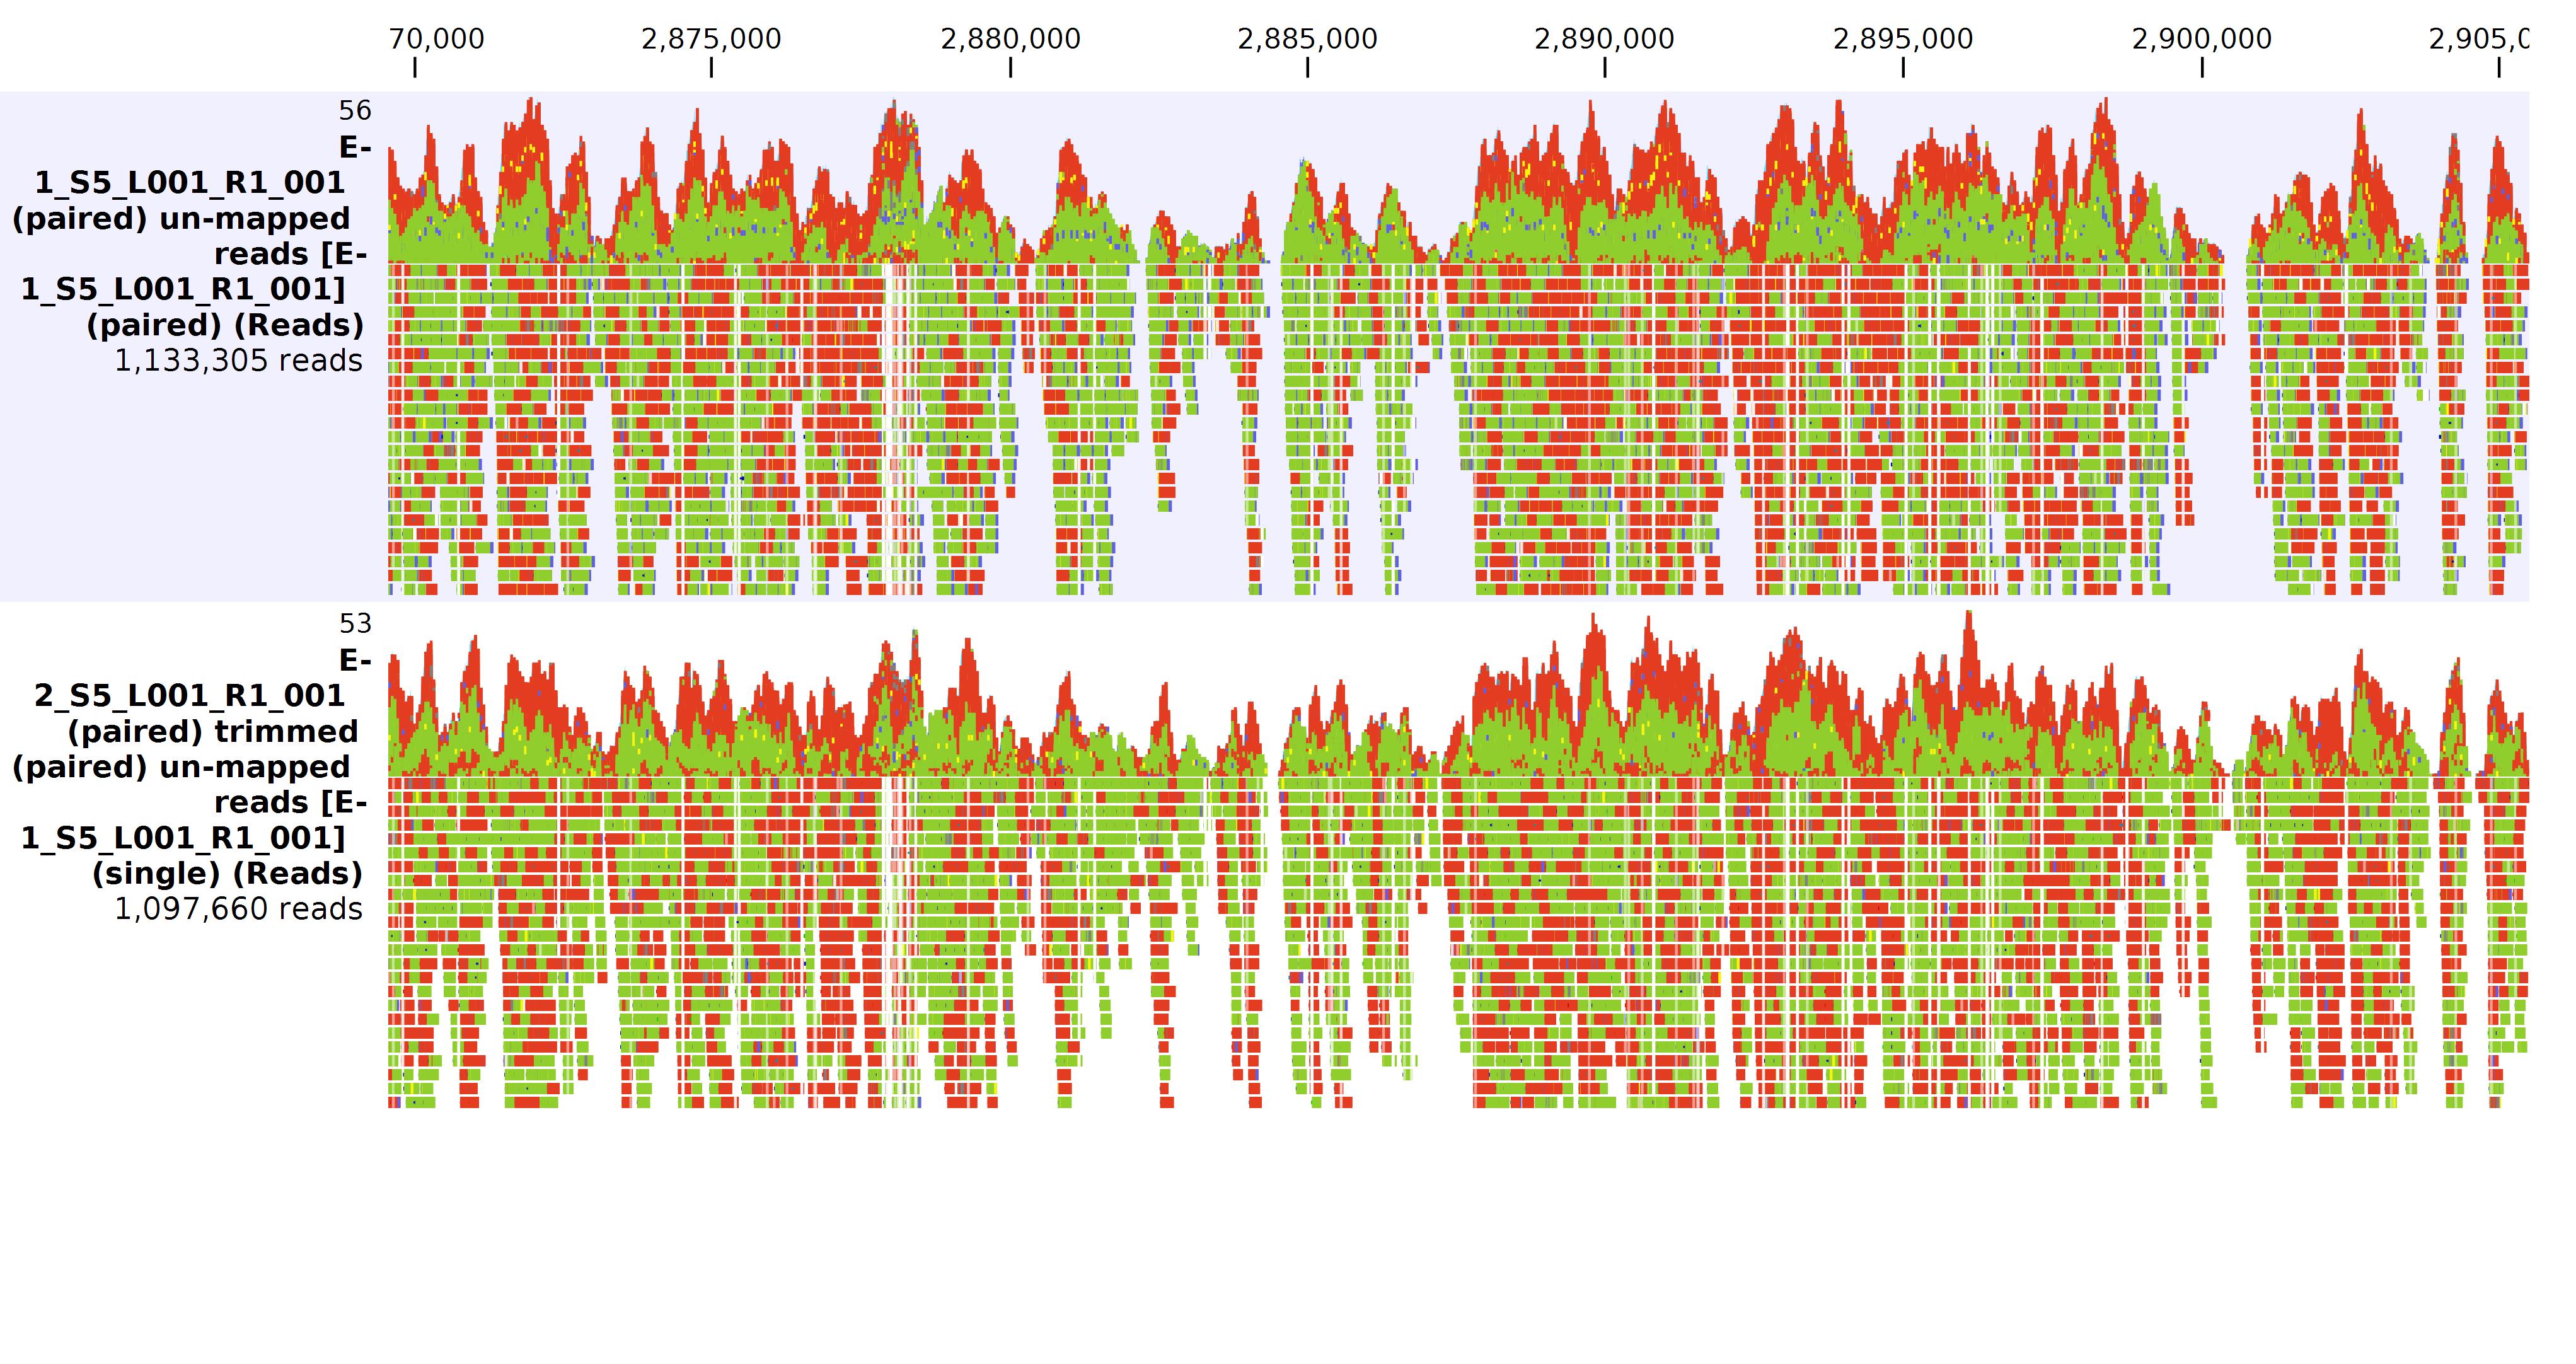 70,000 2,875,000 2,880,000 2,885,000 2,890,000 2,895,000 2,900,000 2,905,0
56
E-
1_S5_L001_R1_001
(paired) un-mapped
reads [E-
1_S5_L001_R1_001]
(paired) (Reads)
1,133,305 reads
53
E-
2_S5_L001_R1_001
(paired) trimmed
(paired) un-mapped
reads [E-
1_S5_L001_R1_001]
(single) (Reads)
1,097,660 reads